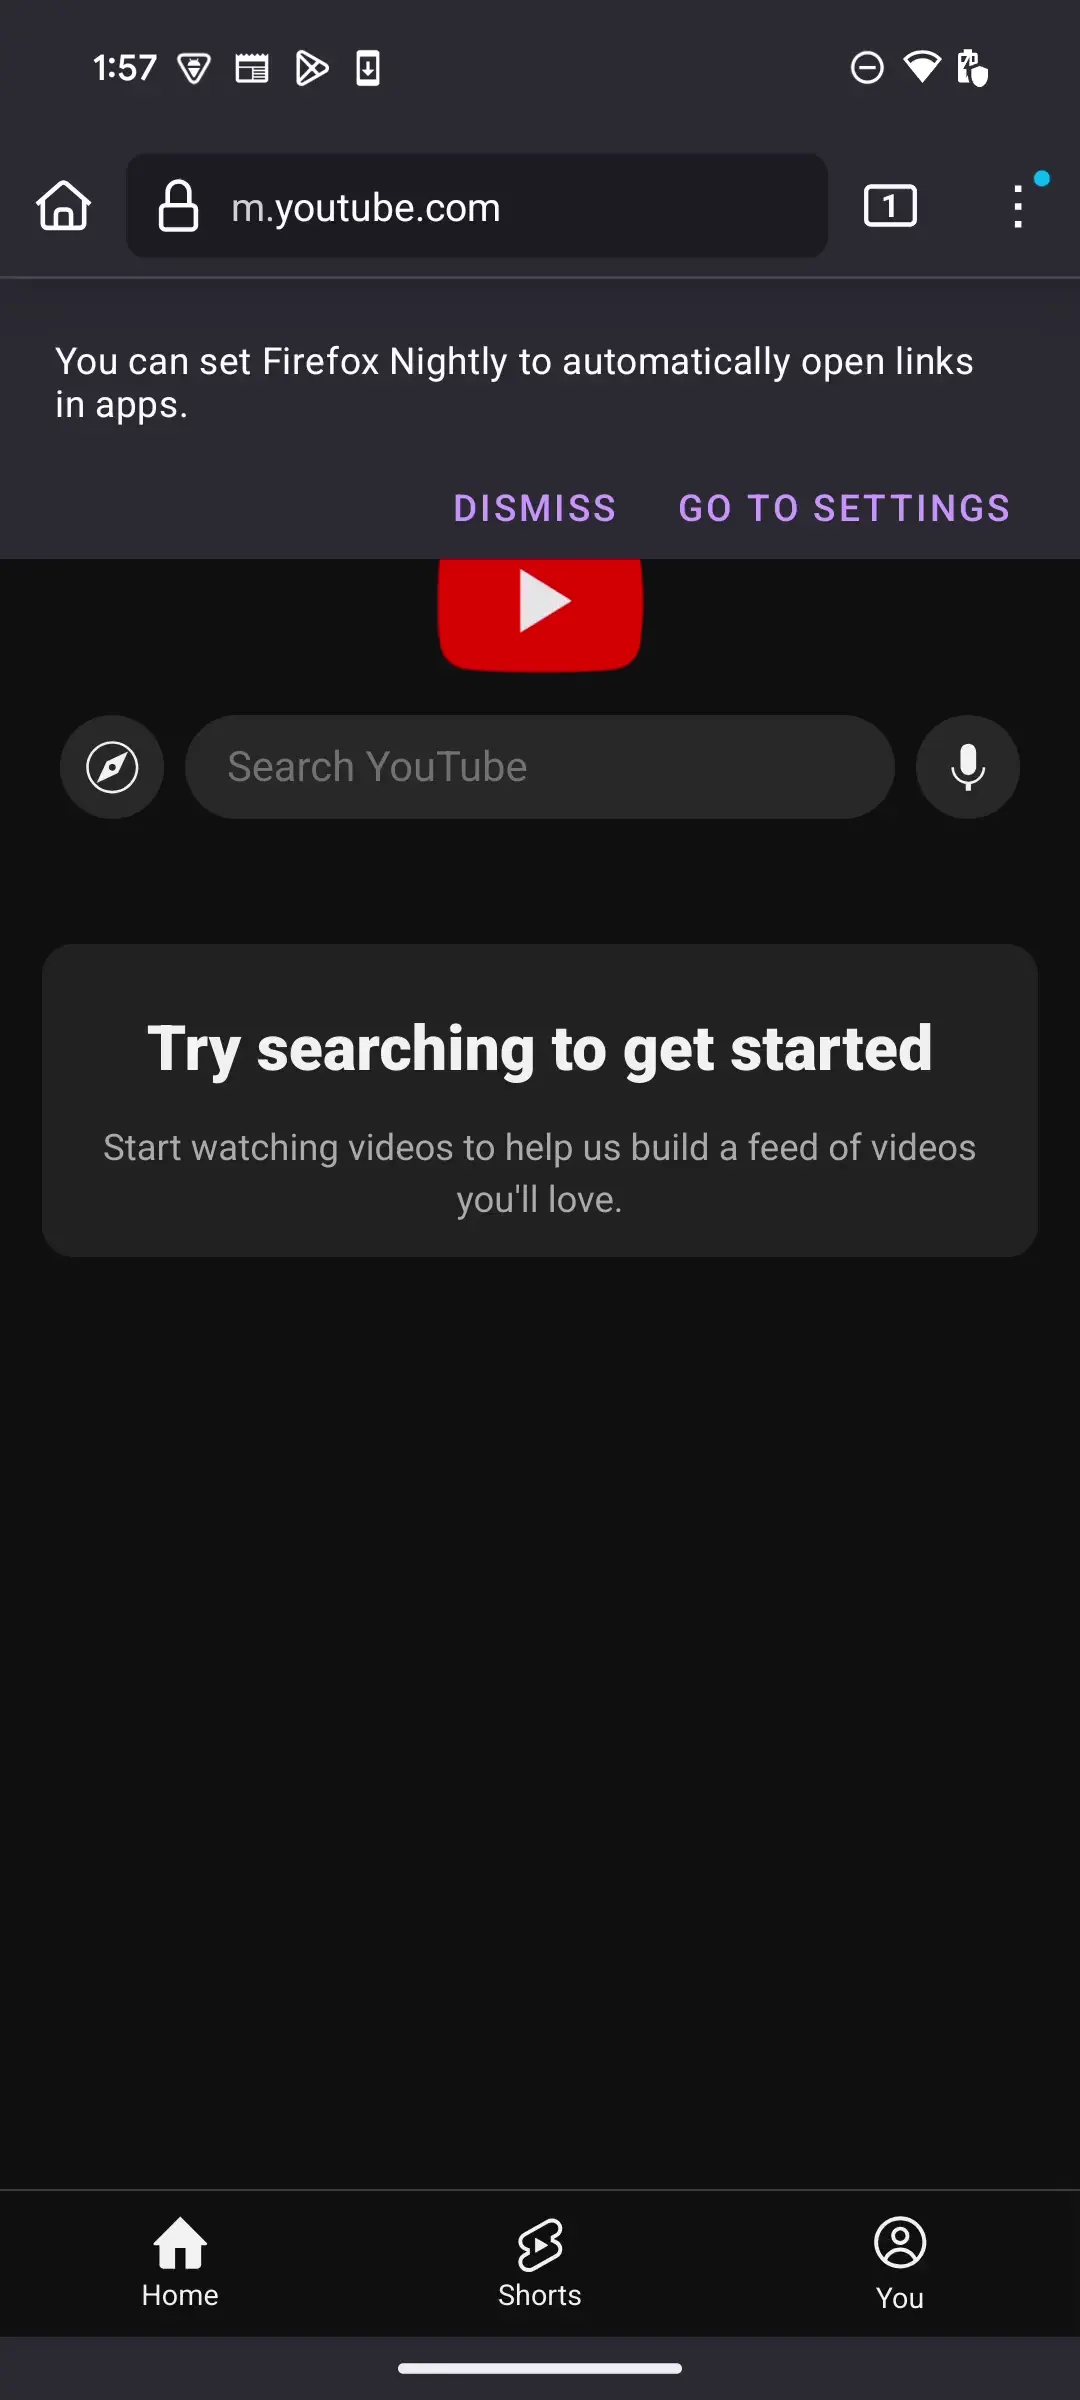 1:57
m.youtube.com
1
You can set Firefox Nightly to automatically open links
in apps.
DISMISS GO TO SETTINGS
Search YouTube
Try searching to get started
Start watching videos to help us build a feed of videos
you'll love.
Home Shorts You